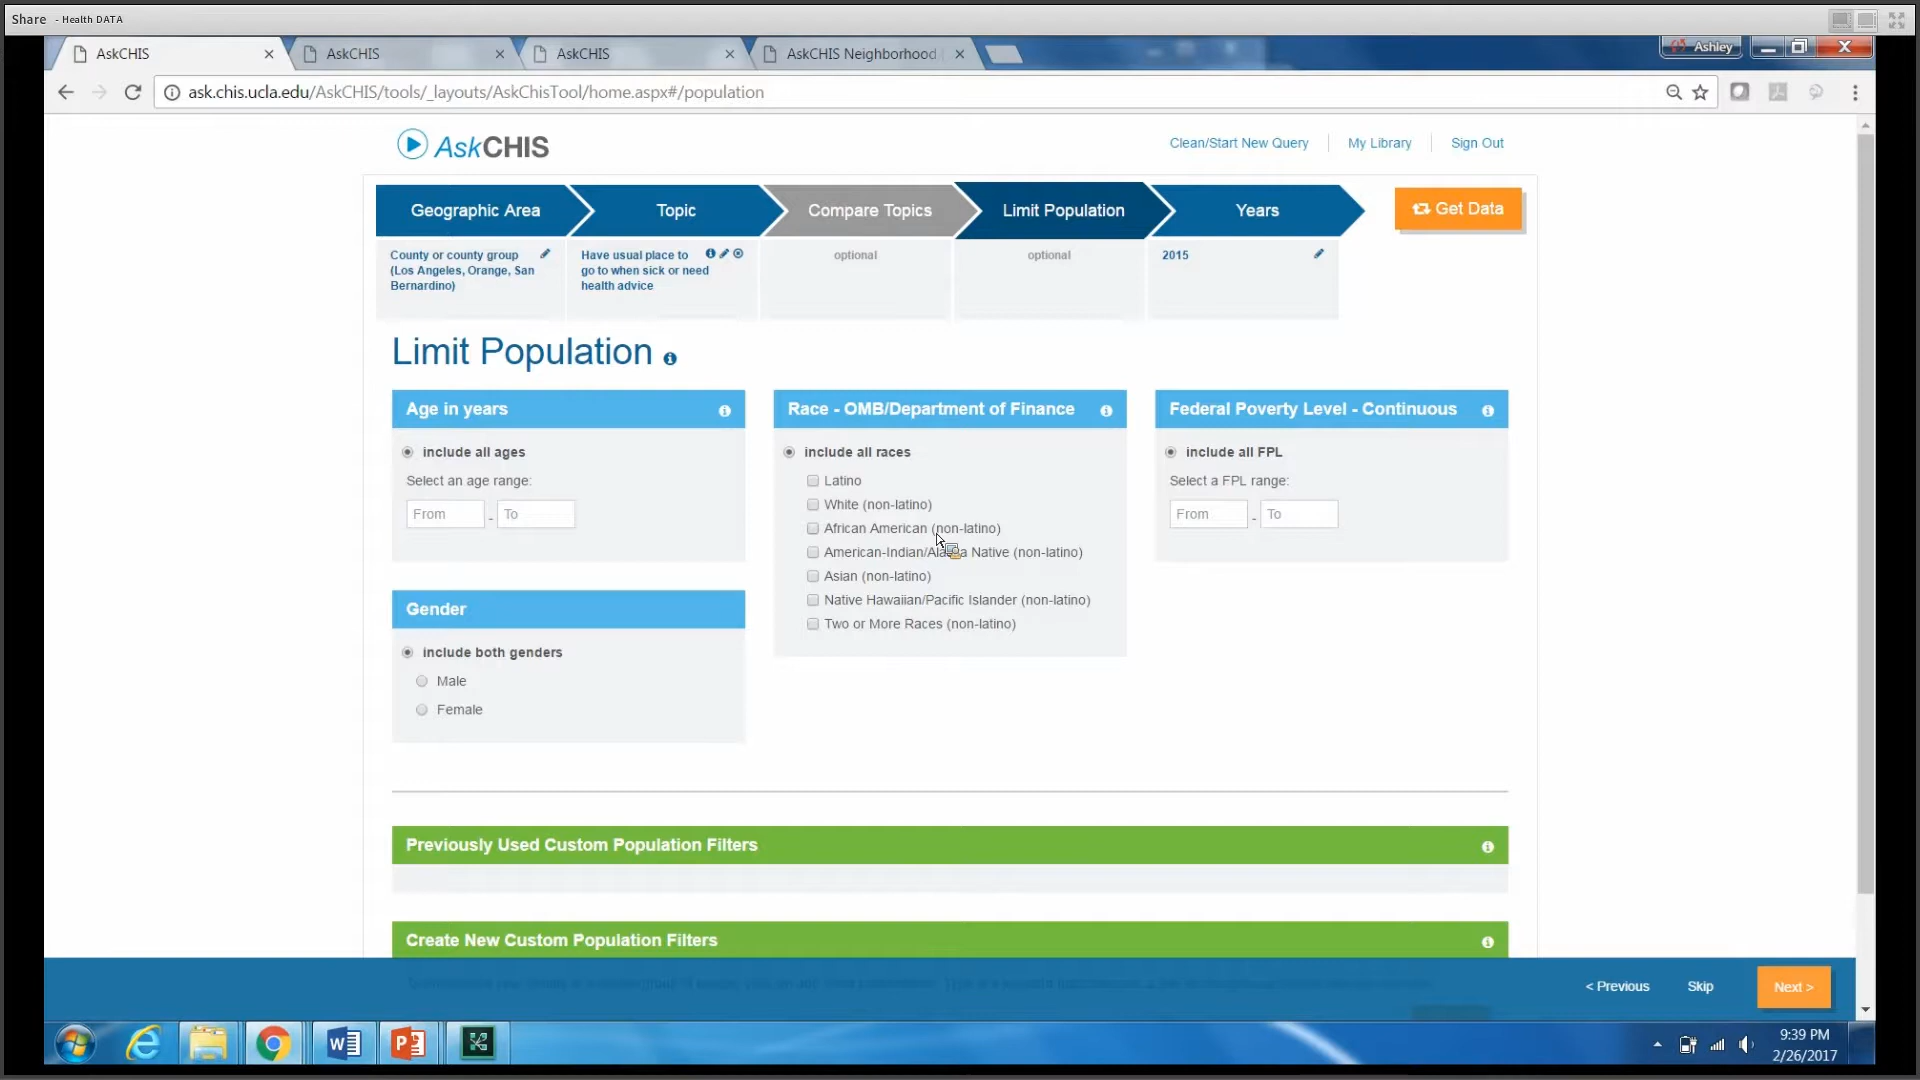 Share - Health DATA
AskCHIS
AskCHIS
AskCHIS
AskCHIS Neighborhood
Ashley
ask.chis.ucla.edu/AskCHIS/tools/_layouts/AskChisTool/home.aspx#/population
AskCHIS
Clean/Start New Query
My Library
Sign Out
Geographic Area
Topic
Compare Topics
Limit Population
Years
Get Data
County or county group
(Los Angeles, Orange, San
Bernardino)
Have usual place to
go to when sick or need
health advice
optional
optional
2015
Limit Population
Age in years
include all ages
Select an age range:
From - To
Gender
include both genders
Male
Female
Race - OMB/Department of Finance
include all races
Latino
White (non-latino)
African American (non-latino)
American-Indian/Alaska Native (non-latino)
Asian (non-latino)
Native Hawaiian/Pacific Islander (non-latino)
Two or More Races (non-latino)
Federal Poverty Level - Continuous
include all FPL
Select a FPL range:
From - To
Previously Used Custom Population Filters
Create New Custom Population Filters
< Previous
Skip
Next >
9:39 PM
2/26/2017